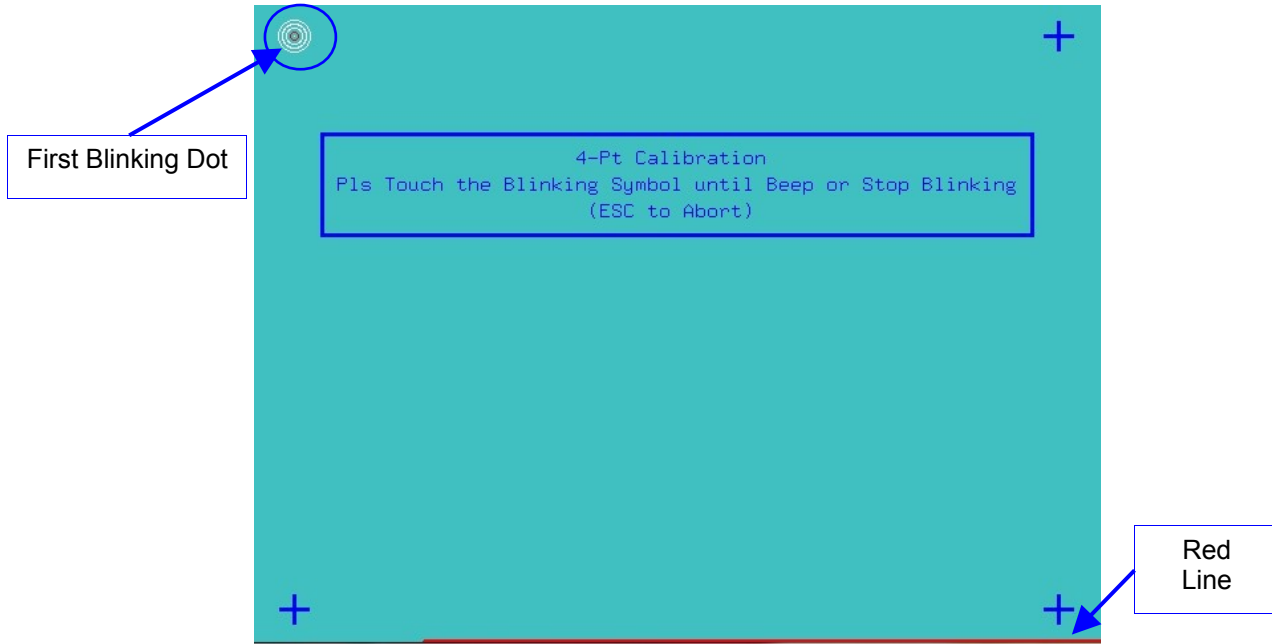 First Blinking Dot
4-Pt Calibration
Pls Touch the Blinking Symbol until Beep or Stop Blinking
(ESC to Abort)
Red
Line